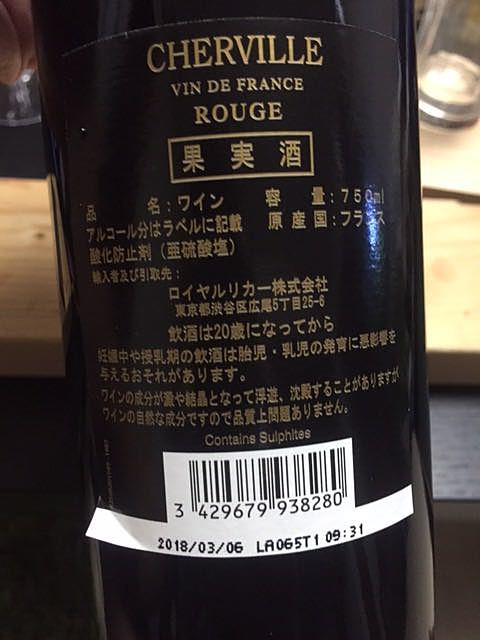 CHERVILLE
VIN DE FRANCE
ROUGE
果実酒
品名:ワイン 容量:750ml
アルコール分はラベルに記載 原産国:フランス
酸化防止剤（亜硫酸塩）
輸入者及び引取先:
ロイヤルリカー株式会社
東京都渋谷区広尾5丁目25-6
飲酒は20歳になってから
妊娠中や授乳期の飲酒は胎児・乳児の発育に悪影響を
与えるおそれがあります。
ワインの成分が澱や結晶となって浮遊、沈殿することがありますが、
ワインの自然な成分ですので品質上問題ありません。
Contains Sulphites
3 429679 938280
2018/03/06 LA065T1 09:31